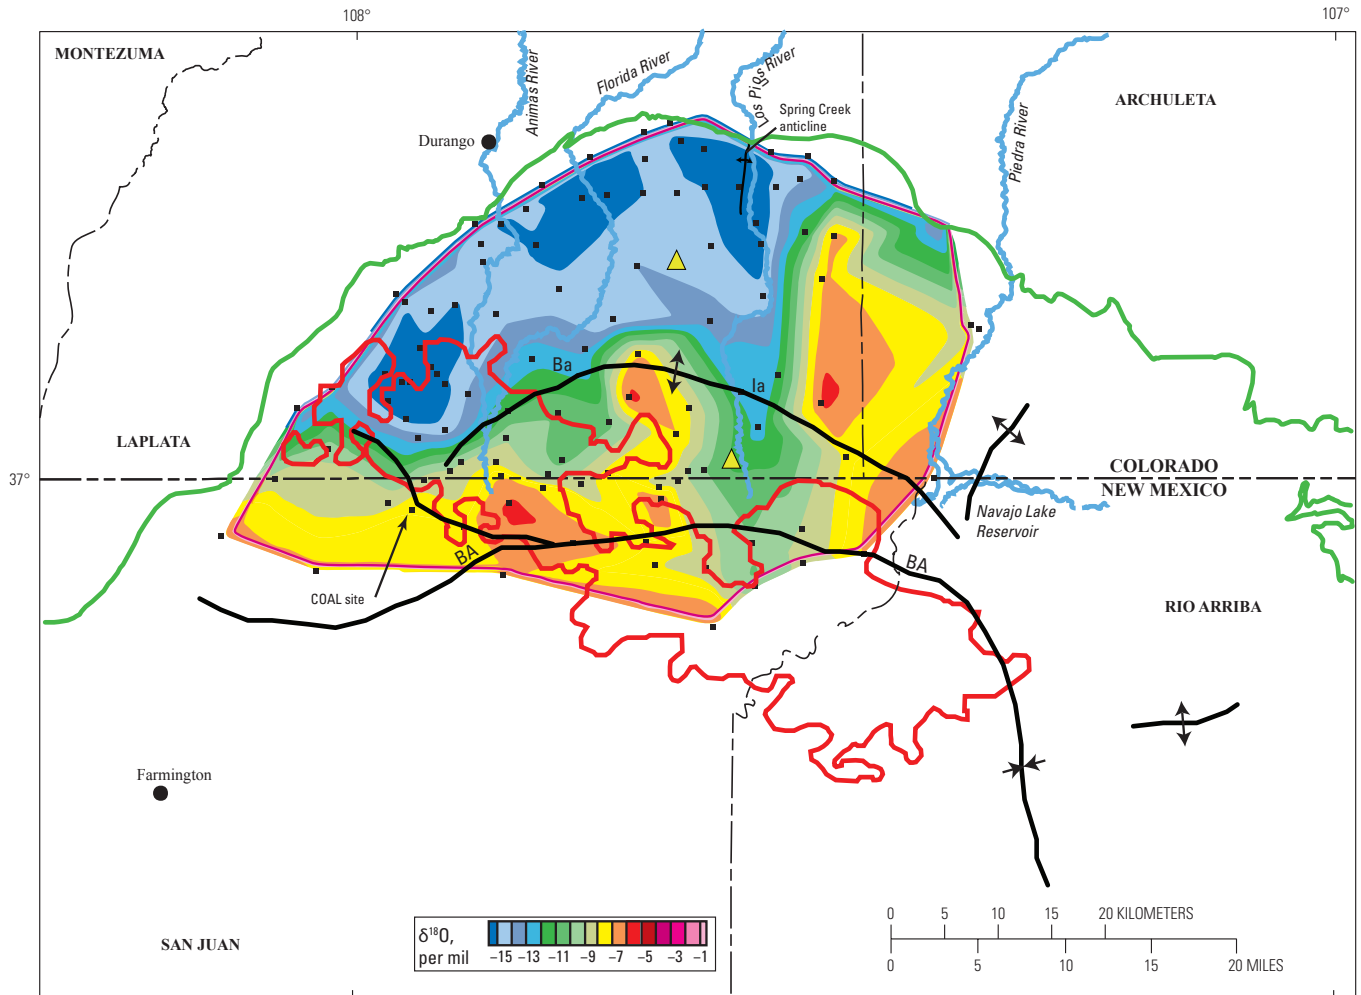 108°
107°
MONTEZUMA
ARCHULETA
Animas River
Florida River
Los Pios River
Piedra River
Spring Creek
anticline
Durango
Ba
Ia
LAPLATA
37°
COLORADO
NEW MEXICO
Navajo Lake
Reservoir
BA
BA
COAL site
RIO ARRIBA
Farmington
SAN JUAN
δ¹⁸O,
per mil
–15 –13 –11 –9 –7 –5 –3 –1
0 5 10 15 20 KILOMETERS
0 5 10 15 20 MILES